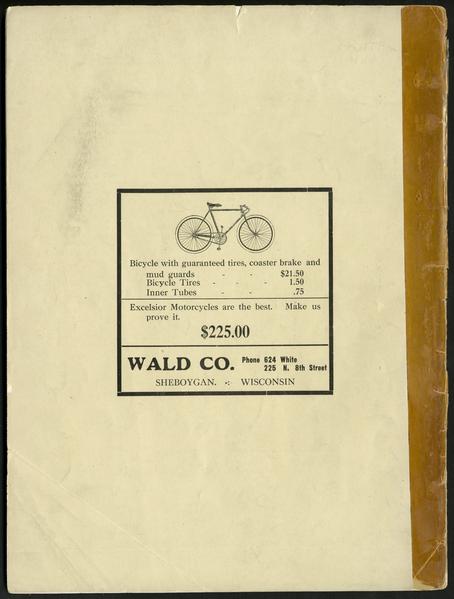 Bicycle with guaranteed tires, coaster brake and
mud guards - - $21.50
Bicycle Tires - - - 1.50
Inner Tubes - - .75
Excelsior Motorcycles are the best. Make us
prove it.
$225.00
WALD CO. Phone 624 White
225 N. 8th Street
SHEBOYGAN. -:- WISCONSIN